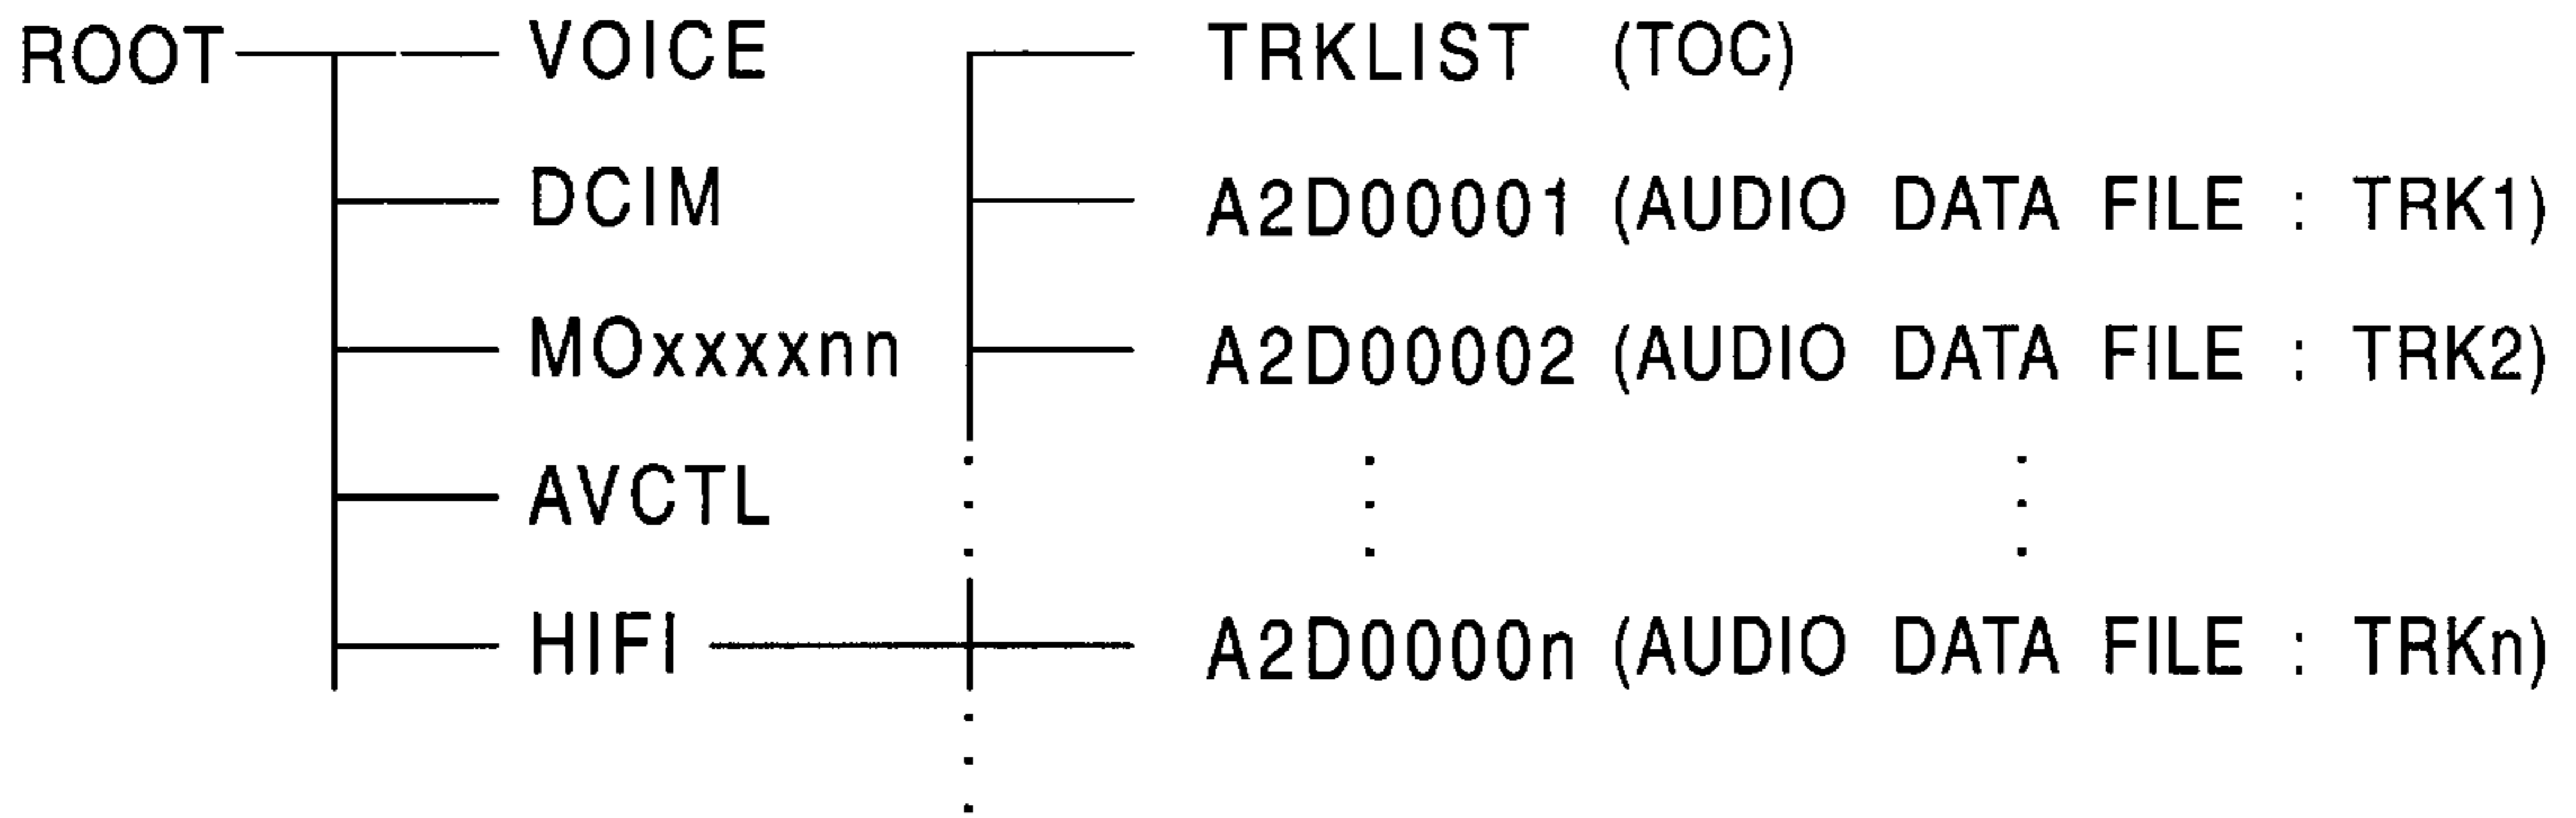 ROOT VOICE TRKLIST (TOC)
DCIM A2D00001 (AUDIO DATA FILE : TRK1)
MOxxxxnn A2D00002 (AUDIO DATA FILE : TRK2)
AVCTL
HIFI A2D0000n (AUDIO DATA FILE : TRKn)